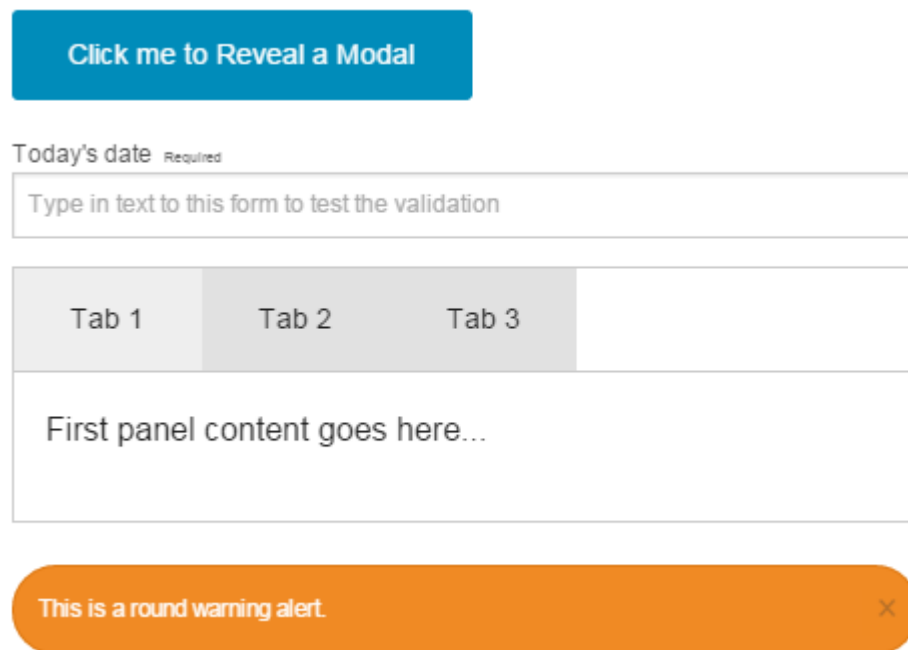 Click me to Reveal a Modal
Today's date Required
Type in text to this form to test the validation
Tab 1 Tab 2 Tab 3
First panel content goes here...
This is a round warning alert. ×